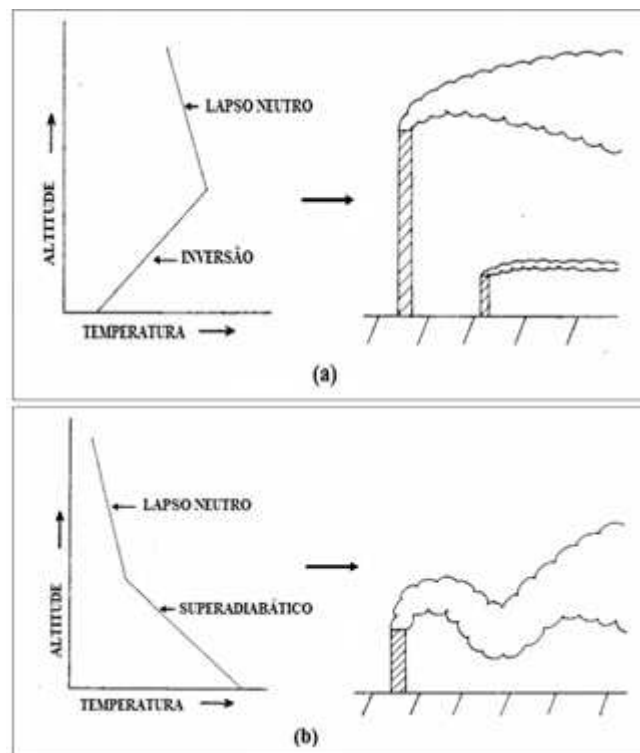 LAPSO NEUTRO
ALTITUDE
INVERSÃO
TEMPERATURA
(a)
LAPSO NEUTRO
ALTITUDE
SUPERADIABÁTICO
TEMPERATURA
(b)